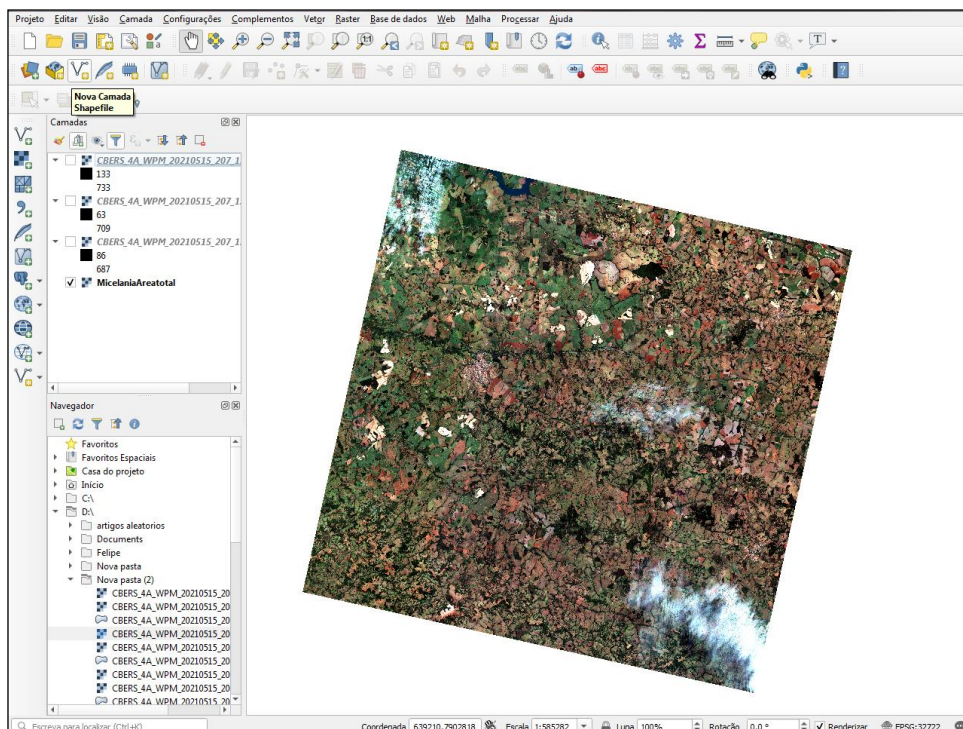 Projeto Editar Visão Camada Configurações Complementos Vetor Raster Base de dados Web Malha Processar Ajuda
Nova Camada
Shapefile
Camadas
CBERS_4A_WPM_20210515_207_1
133
733
CBERS_4A_WPM_20210515_207_1
63
709
CBERS_4A_WPM_20210515_207_1
86
687
MicelaniaAreatotal
Navegador
Favoritos
Favoritos Espaciais
Casa do projeto
Início
C:\
D:\
artigos aleatorios
Documents
Felipe
Nova pasta
Nova pasta (2)
CBERS_4A_WPM_20210515_20
CBERS_4A_WPM_20210515_20
CBERS_4A_WPM_20210515_20
CBERS_4A_WPM_20210515_20
CBERS_4A_WPM_20210515_20
CBERS_4A_WPM_20210515_20
CBERS_4A_WPM_20210515_20
CBERS_4A_WPM_20210515_20
CBERS_4A_WPM_20210515_20
Escreva para localizar (Ctrl+K) Coordenada 639210,7902818 Escala 1:585282 Lupa 100% Rotação 0,0 ° Renderizar EPSG:32722